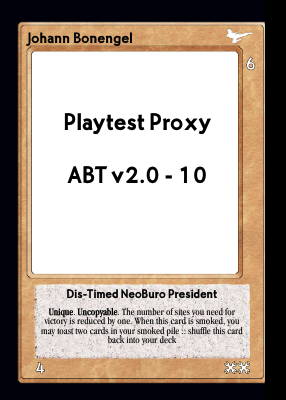 Johann Bonengel
6
Playtest Proxy
ABT v2.0 - 10
Dis-Timed NeoBuro President
Unique. Uncopyable. The number of sites you need for
victory is reduced by one. When this card is smoked, you
may toast two cards in your smoked pile :: shuffle this card
back into your deck
4